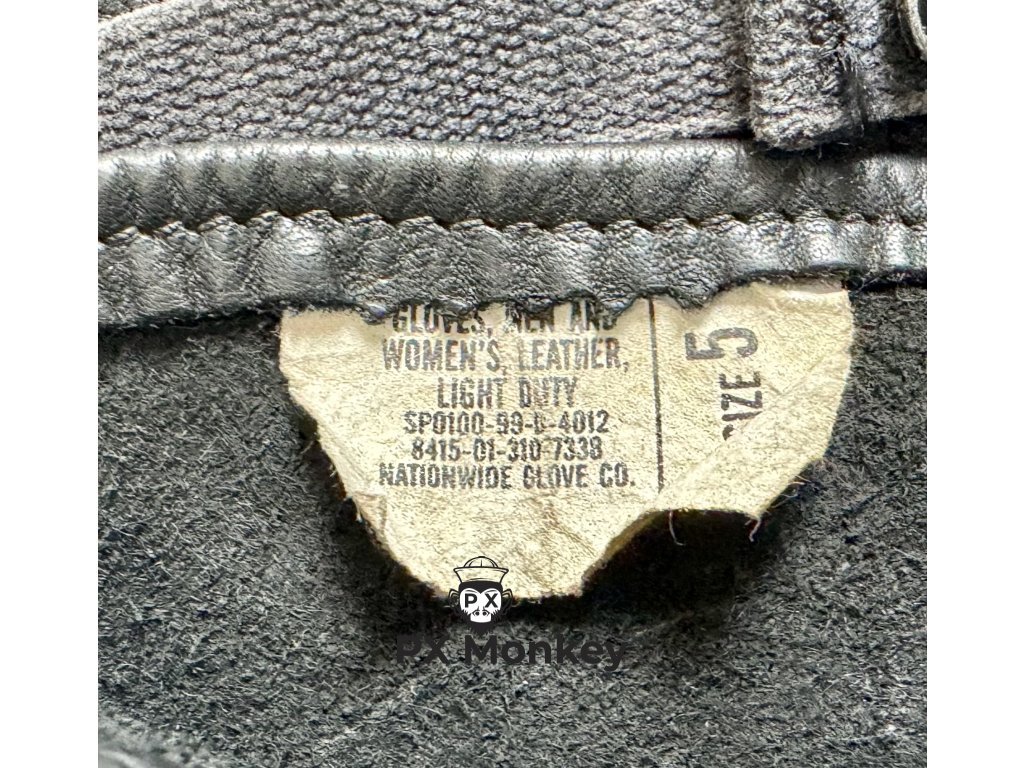 GLOVES, MEN AND
WOMEN'S, LEATHER,
LIGHT DUTY
SP0100-99-D-4012
8415-01-310-7338
NATIONWIDE GLOVE CO.
SIZE 5
PX
PX Monkey